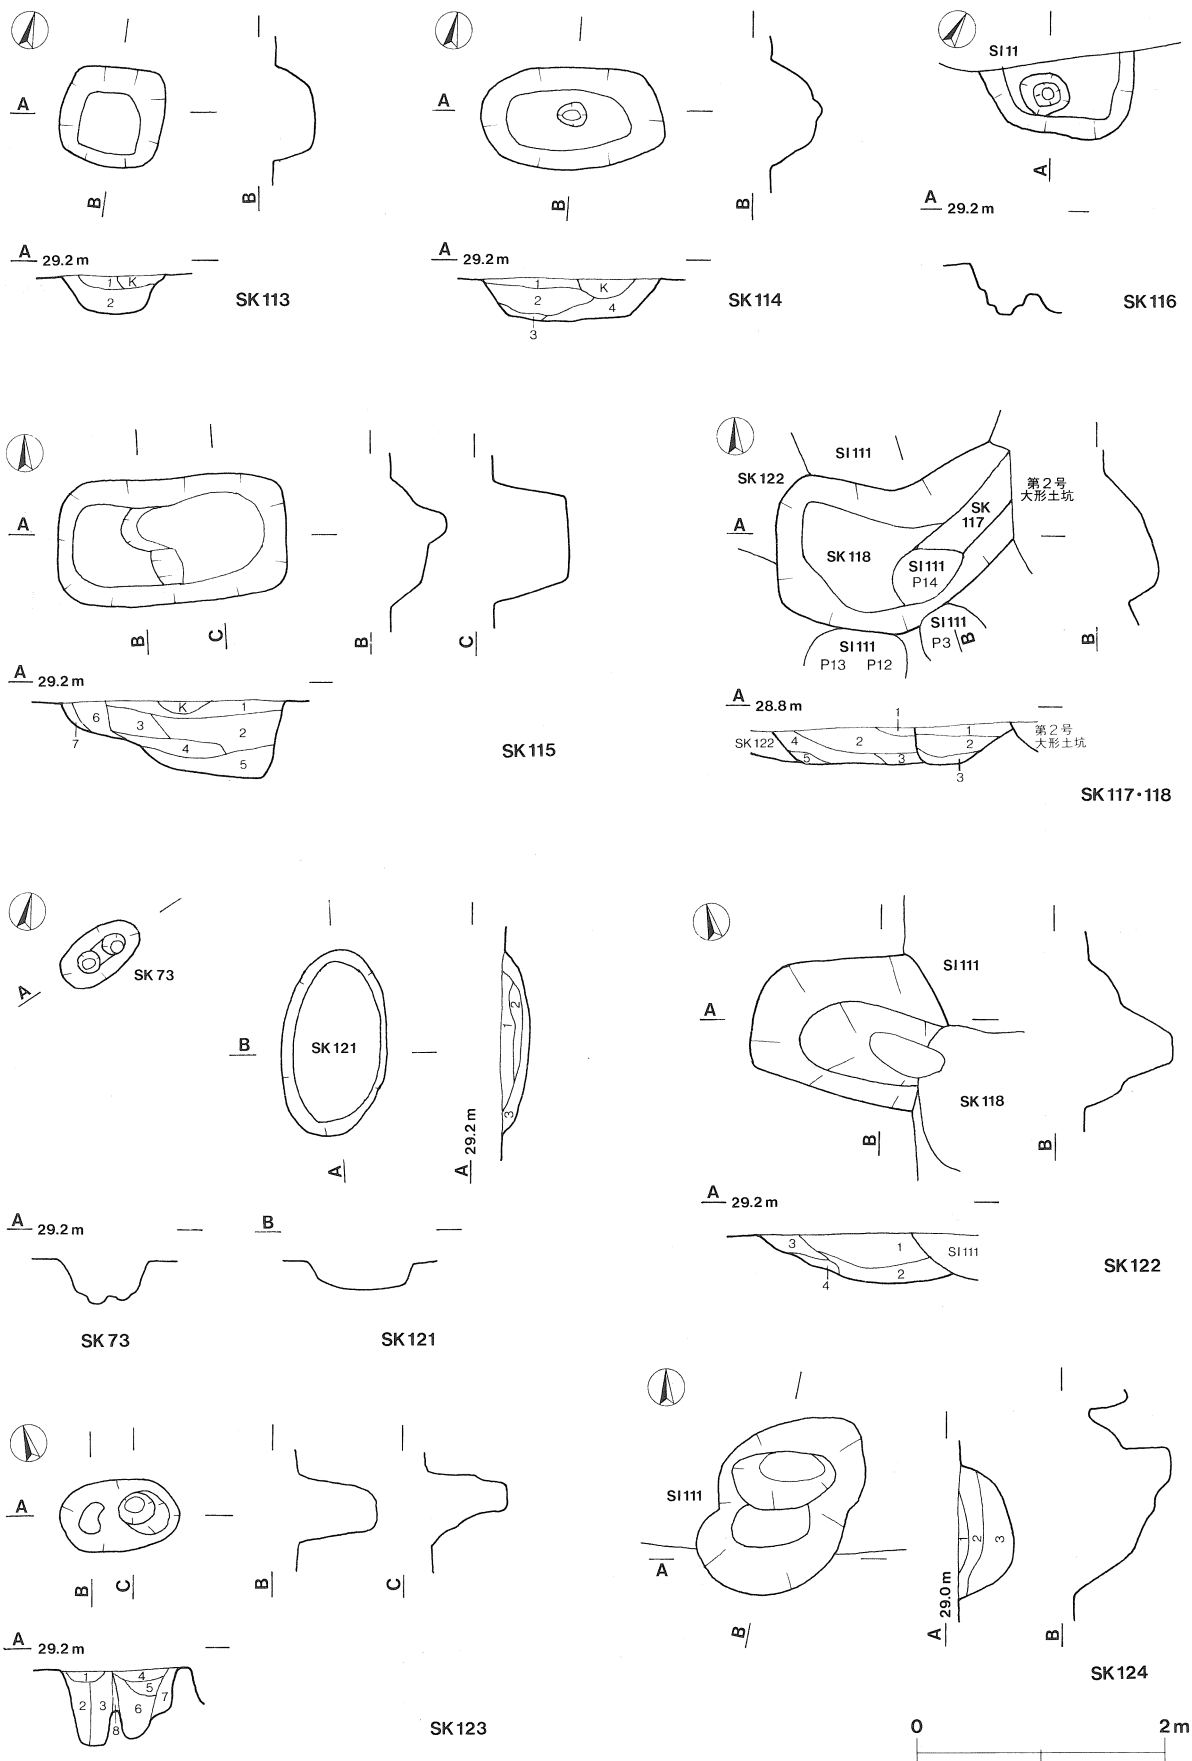 A
B
B
A 29.2m
1 K
2
SK113
A
B
B
A 29.2m
1 K
2
4
3
SK114
SI11
A
A 29.2m
SK116
A
B
C
B
C
A 29.2m
K 1
6 3 2
7 4
5
SK115
SI111
SK122
第2号
大形土坑
A
SK
117
SK118
SI111
P14
SI111
P3 B
SI111
P13 P12
B
A 28.8m
1
SK122 4 2 1
2
5 3
3
第2号
大形土坑
SK117・118
SK73
A
A 29.2m
SK73
B
SK121
A
1 2
3
A 29.2m
B
SK121
A
SI111
SK118
B
B
A 29.2m
3 1 SI111
4 2
SK122
A
B
C
B
C
A 29.2m
1 4
5
2 3 6 7
8
SK123
SI111
A
B
1 2 3
A 29.0m
B
SK124
0 2m